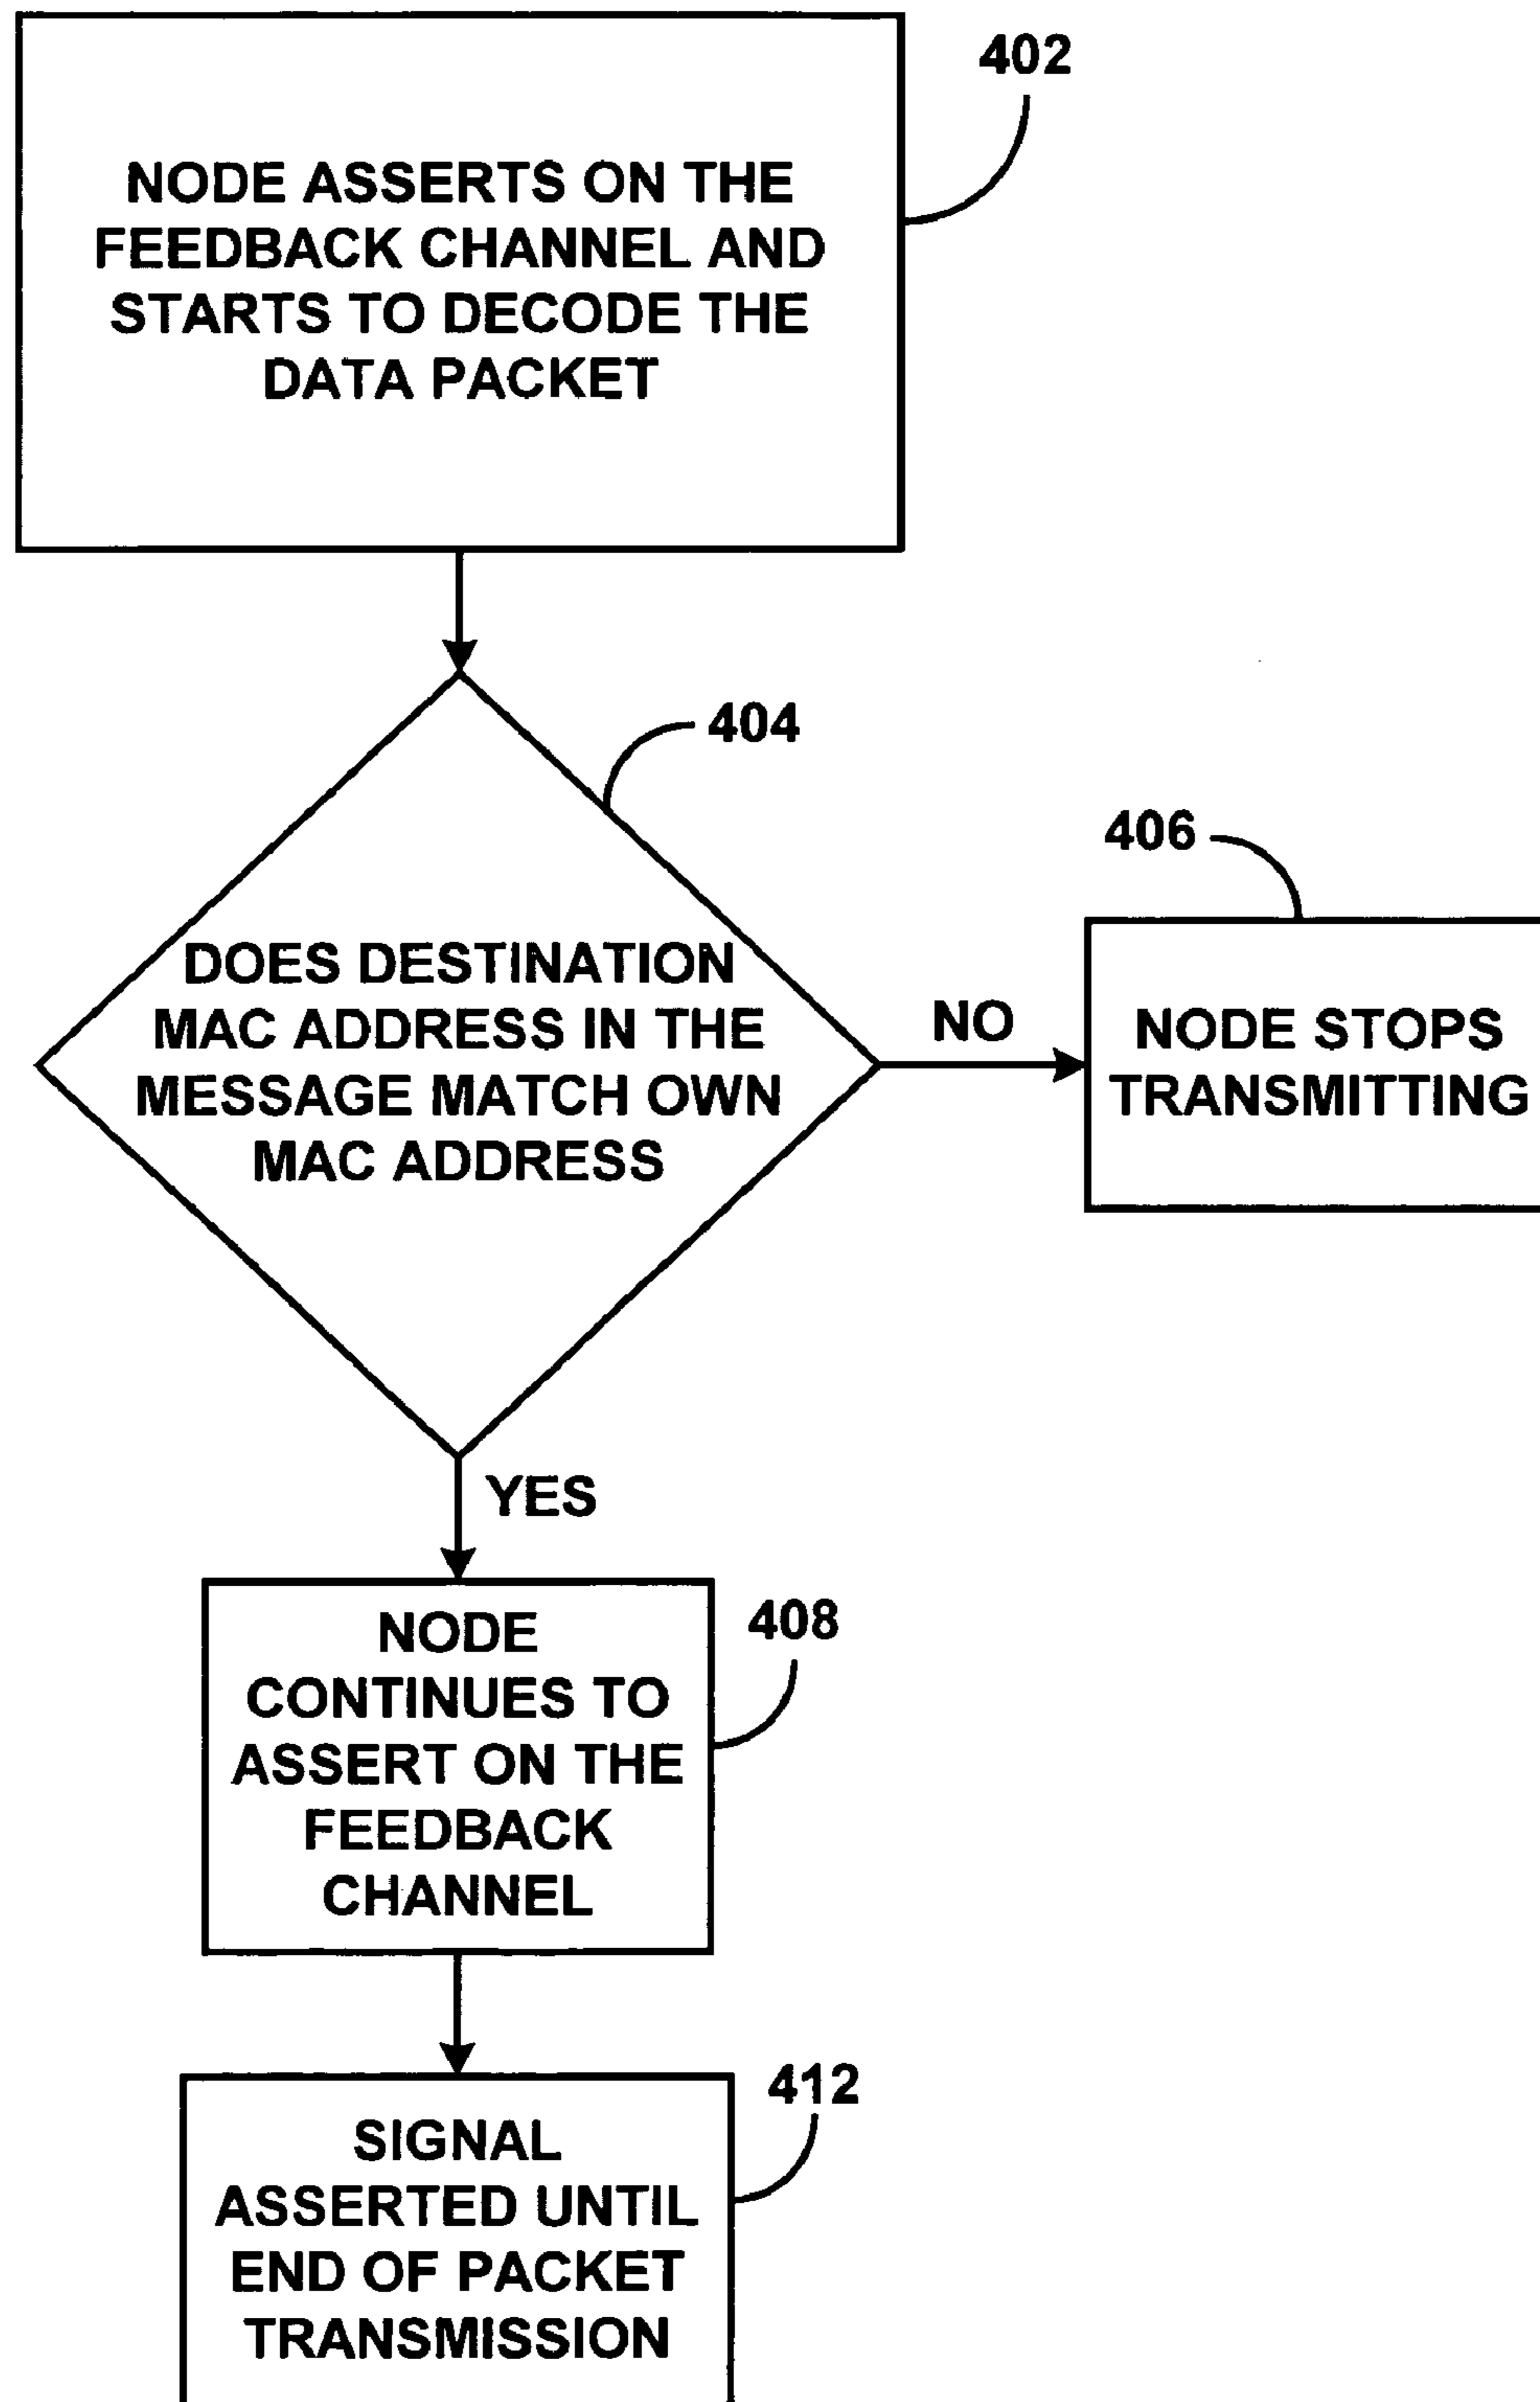 402
NODE ASSERTS ON THE
FEEDBACK CHANNEL AND
STARTS TO DECODE THE
DATA PACKET
404
DOES DESTINATION
MAC ADDRESS IN THE
MESSAGE MATCH OWN
MAC ADDRESS
NO
406
NODE STOPS
TRANSMITTING
YES
408
NODE
CONTINUES TO
ASSERT ON THE
FEEDBACK
CHANNEL
412
SIGNAL
ASSERTED UNTIL
END OF PACKET
TRANSMISSION